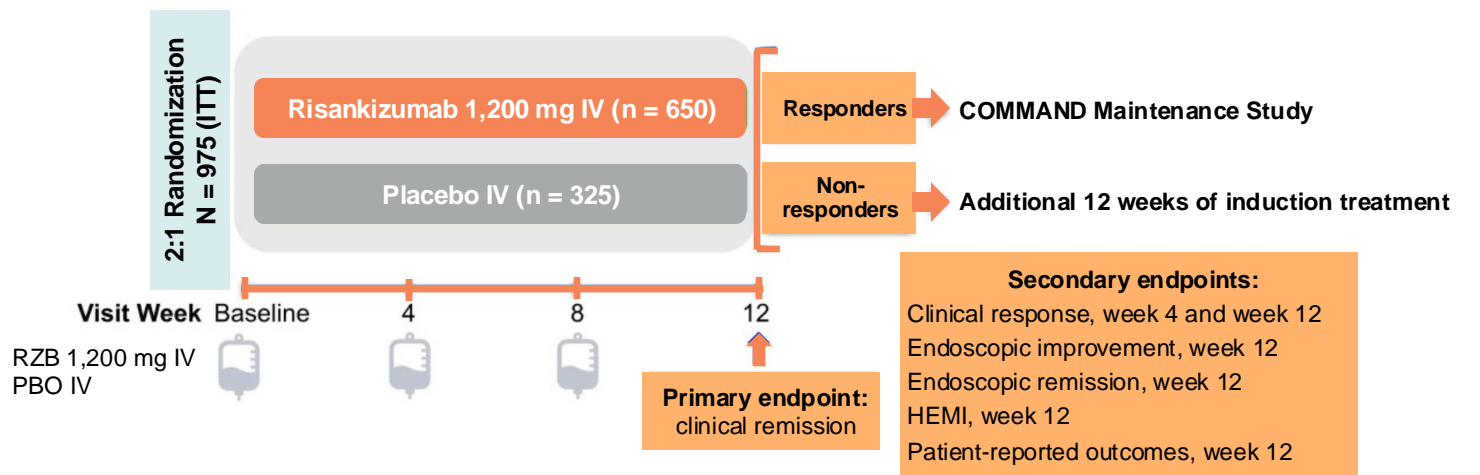 2:1 Randomization
N = 975 (ITT)
Risankizumab 1,200 mg IV (n = 650)
Placebo IV (n = 325)
Responders
COMMAND Maintenance Study
Non-
responders
Additional 12 weeks of induction treatment
Visit Week Baseline 4 8 12
RZB 1,200 mg IV
PBO IV
Primary endpoint:
clinical remission
Secondary endpoints:
Clinical response, week 4 and week 12
Endoscopic improvement, week 12
Endoscopic remission, week 12
HEMI, week 12
Patient-reported outcomes, week 12